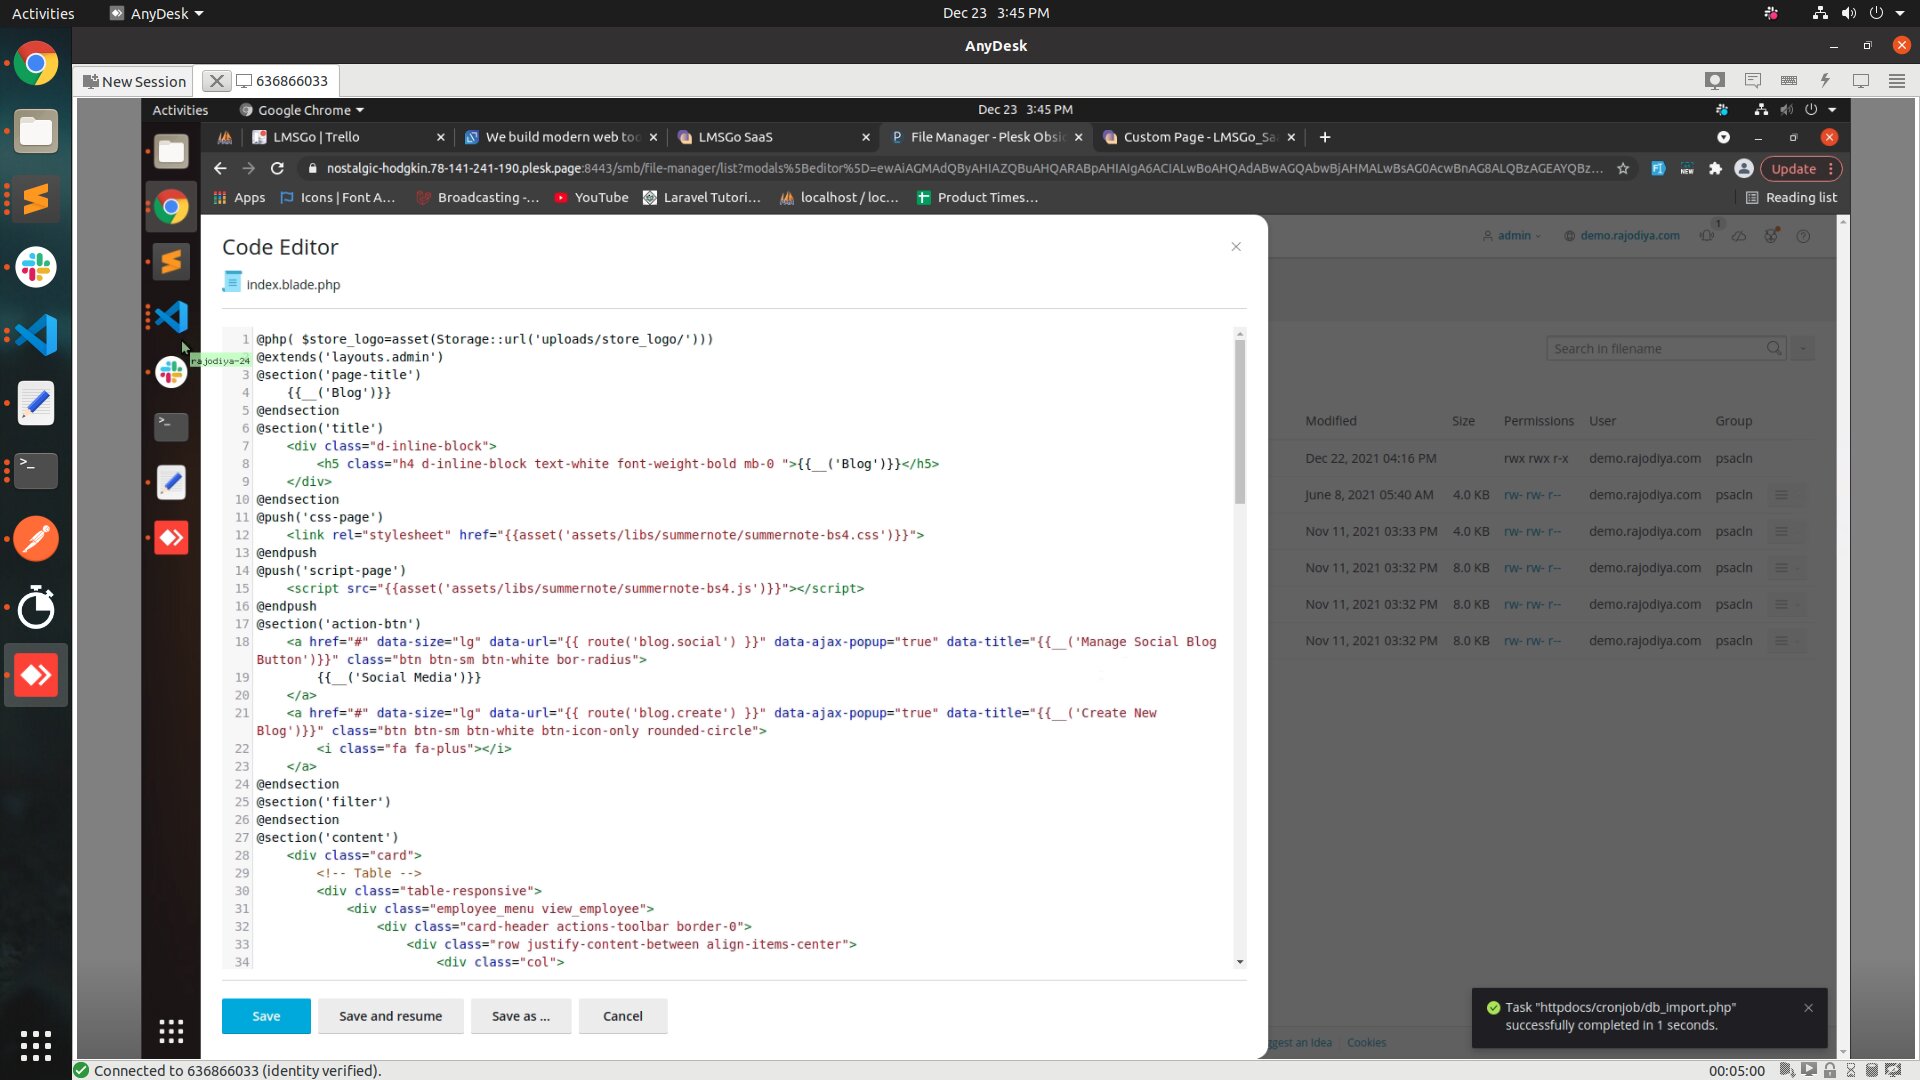 Activities
AnyDesk
Dec 23 3:45 PM
AnyDesk
New Session
636866033
Activities
Google Chrome
Dec 23 3:45 PM
LMSGo | Trello
We build modern web too
LMSGo SaaS
File Manager - Plesk Obsi
Custom Page - LMSGo_Sa
nostalgic-hodgkin.78-141-241-190.plesk.page:8443/smb/file-manager/list?modals%5Beditor%5D=ewAiAGMAdQByAHIAZQBuAHQARABpAHIAIgA6ACIALwBoAHQAdABwAGQAbwBjAHMALwBsAG0AcwBnAG8ALQBzAGEAYQBz...
Update
Apps
Icons | Font A...
Broadcasting -...
YouTube
Laravel Tutori...
localhost / loc...
Product Times...
Reading list
Code Editor
index.blade.php
1 @php( $store_logo=asset(Storage::url('uploads/store_logo/')))
@extends('layouts.admin')
rajodiya-24
3 @section('page-title')
4 {{__('Blog')}}
5 @endsection
6 @section('title')
7 <div class="d-inline-block">
8 <h5 class="h4 d-inline-block text-white font-weight-bold mb-0 ">{{__('Blog')}}</h5>
9 </div>
10 @endsection
11 @push('css-page')
12 <link rel="stylesheet" href="{{asset('assets/libs/summernote/summernote-bs4.css')}}">
13 @endpush
14 @push('script-page')
15 <script src="{{asset('assets/libs/summernote/summernote-bs4.js')}}"></script>
16 @endpush
17 @section('action-btn')
18 <a href="#" data-size="lg" data-url="{{ route('blog.social') }}" data-ajax-popup="true" data-title="{{__('Manage Social Blog
Button')}}" class="btn btn-sm btn-white bor-radius">
19 {{__('Social Media')}}
20 </a>
21 <a href="#" data-size="lg" data-url="{{ route('blog.create') }}" data-ajax-popup="true" data-title="{{__('Create New
Blog')}}" class="btn btn-sm btn-white btn-icon-only rounded-circle">
22 <i class="fa fa-plus"></i>
23 </a>
24 @endsection
25 @section('filter')
26 @endsection
27 @section('content')
28 <div class="card">
29 <!-- Table -->
30 <div class="table-responsive">
31 <div class="employee_menu view_employee">
32 <div class="card-header actions-toolbar border-0">
33 <div class="row justify-content-between align-items-center">
34 <div class="col">
Save
Save and resume
Save as ...
Cancel
admin
demo.rajodiya.com
1
Search in filename
Modified Size Permissions User Group
Dec 22, 2021 04:16 PM rwx rwx r-x demo.rajodiya.com psacln
June 8, 2021 05:40 AM 4.0 KB rw- rw- r-- demo.rajodiya.com psacln
Nov 11, 2021 03:33 PM 4.0 KB rw- rw- r-- demo.rajodiya.com psacln
Nov 11, 2021 03:32 PM 8.0 KB rw- rw- r-- demo.rajodiya.com psacln
Nov 11, 2021 03:32 PM 8.0 KB rw- rw- r-- demo.rajodiya.com psacln
Nov 11, 2021 03:32 PM 8.0 KB rw- rw- r-- demo.rajodiya.com psacln
Task "httpdocs/cronjob/db_import.php"
successfully completed in 1 seconds.
ggest an Idea
Cookies
Connected to 636866033 (identity verified).
00:05:00